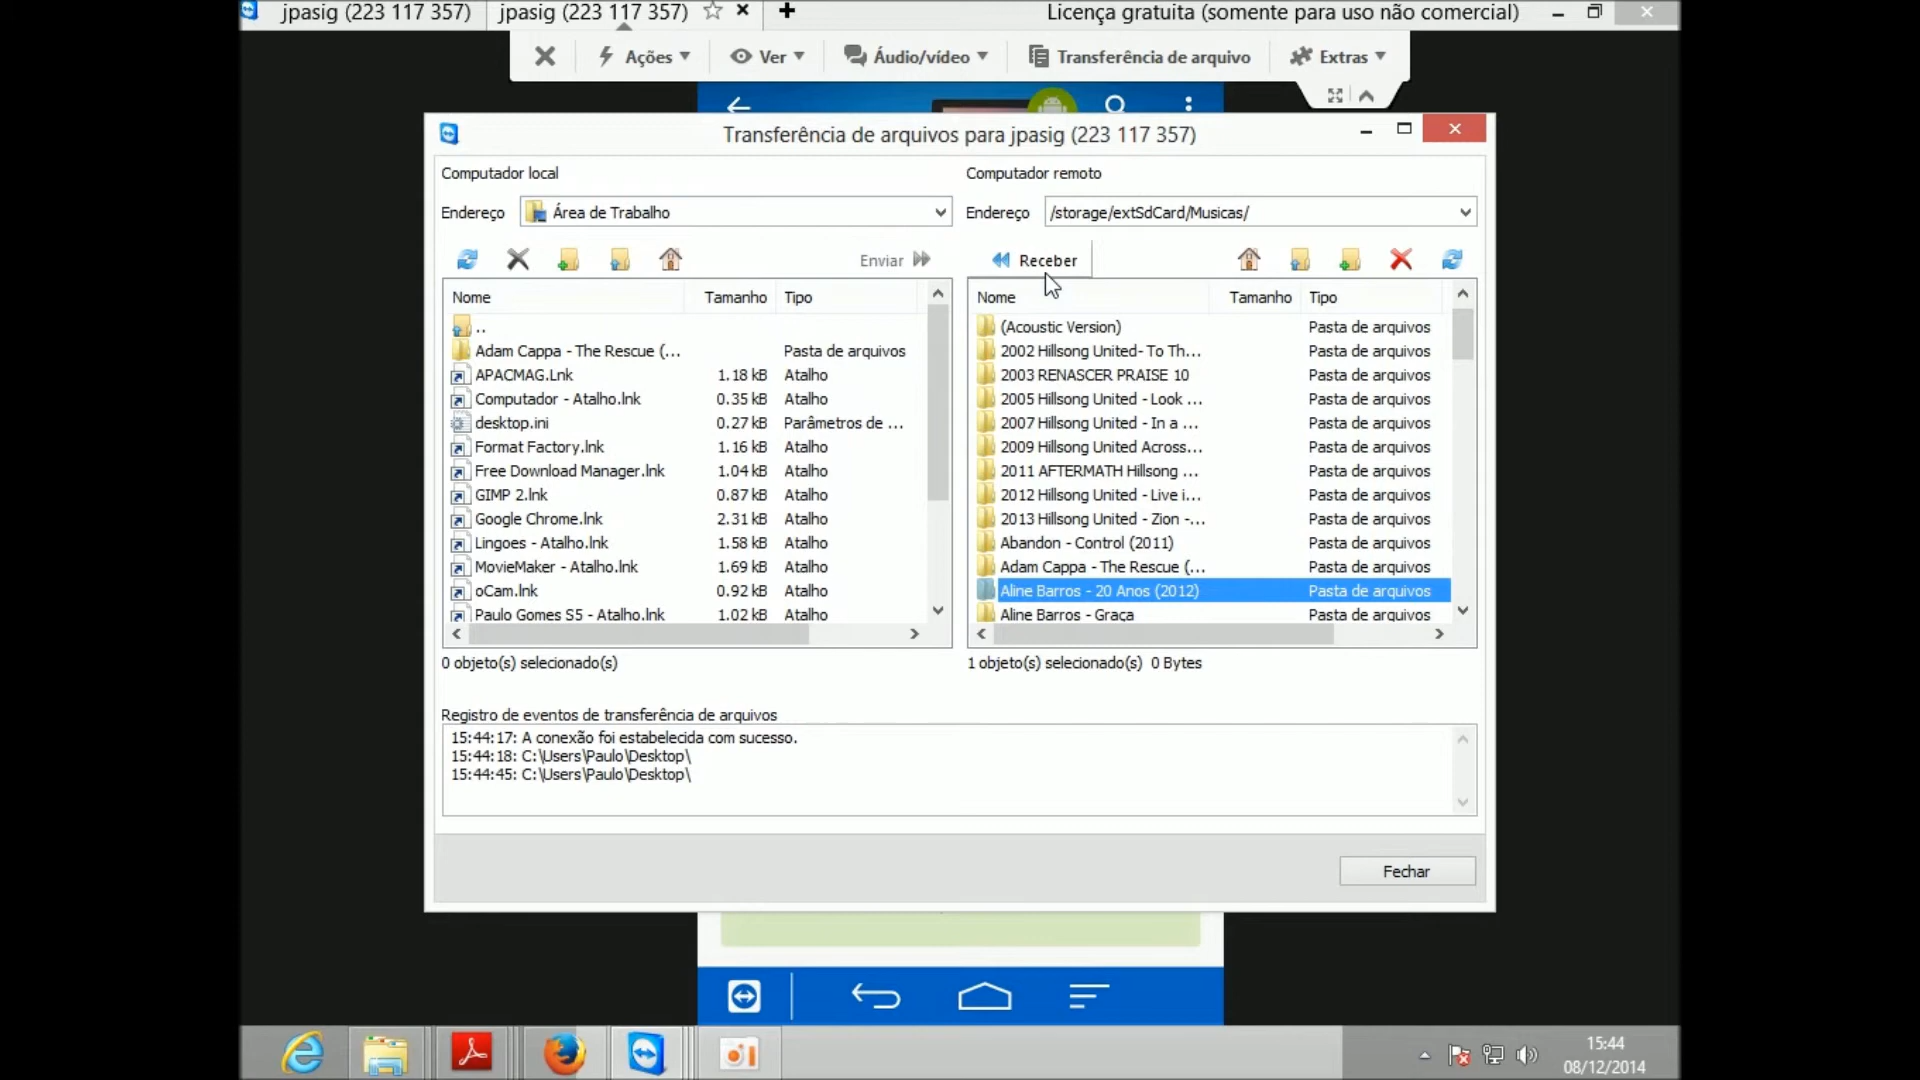 jpasig (223 117 357)
jpasig (223 117 357)
Licença gratuita (somente para uso não comercial)
Ações
Ver
Áudio/vídeo
Transferência de arquivo
Extras
Transferência de arquivos para jpasig (223 117 357)
Computador local
Endereço Área de Trabalho
Enviar
Nome Tamanho Tipo
..
Adam Cappa - The Rescue (... Pasta de arquivos
APACMAG.Lnk 1.18 kB Atalho
Computador - Atalho.lnk 0.35 kB Atalho
desktop.ini 0.27 kB Parâmetros de ...
Format Factory.lnk 1.16 kB Atalho
Free Download Manager.lnk 1.04 kB Atalho
GIMP 2.lnk 0.87 kB Atalho
Google Chrome.lnk 2.31 kB Atalho
Lingoes - Atalho.lnk 1.58 kB Atalho
MovieMaker - Atalho.lnk 1.69 kB Atalho
oCam.lnk 0.92 kB Atalho
Paulo Gomes S5 - Atalho.lnk 1.02 kB Atalho
0 objeto(s) selecionado(s)
Computador remoto
Endereço /storage/extSdCard/Musicas/
Receber
Nome Tamanho Tipo
(Acoustic Version) Pasta de arquivos
2002 Hillsong United- To Th... Pasta de arquivos
2003 RENASCER PRAISE 10 Pasta de arquivos
2005 Hillsong United - Look ... Pasta de arquivos
2007 Hillsong United - In a ... Pasta de arquivos
2009 Hillsong United Across... Pasta de arquivos
2011 AFTERMATH Hillsong ... Pasta de arquivos
2012 Hillsong United - Live i... Pasta de arquivos
2013 Hillsong United - Zion -... Pasta de arquivos
Abandon - Control (2011) Pasta de arquivos
Adam Cappa - The Rescue (... Pasta de arquivos
Aline Barros - 20 Anos (2012) Pasta de arquivos
Aline Barros - Graça Pasta de arquivos
1 objeto(s) selecionado(s) 0 Bytes
Registro de eventos de transferência de arquivos
15:44:17: A conexão foi estabelecida com sucesso.
15:44:18: C:\Users\Paulo\Desktop\
15:44:45: C:\Users\Paulo\Desktop\
Fechar
15:44
08/12/2014